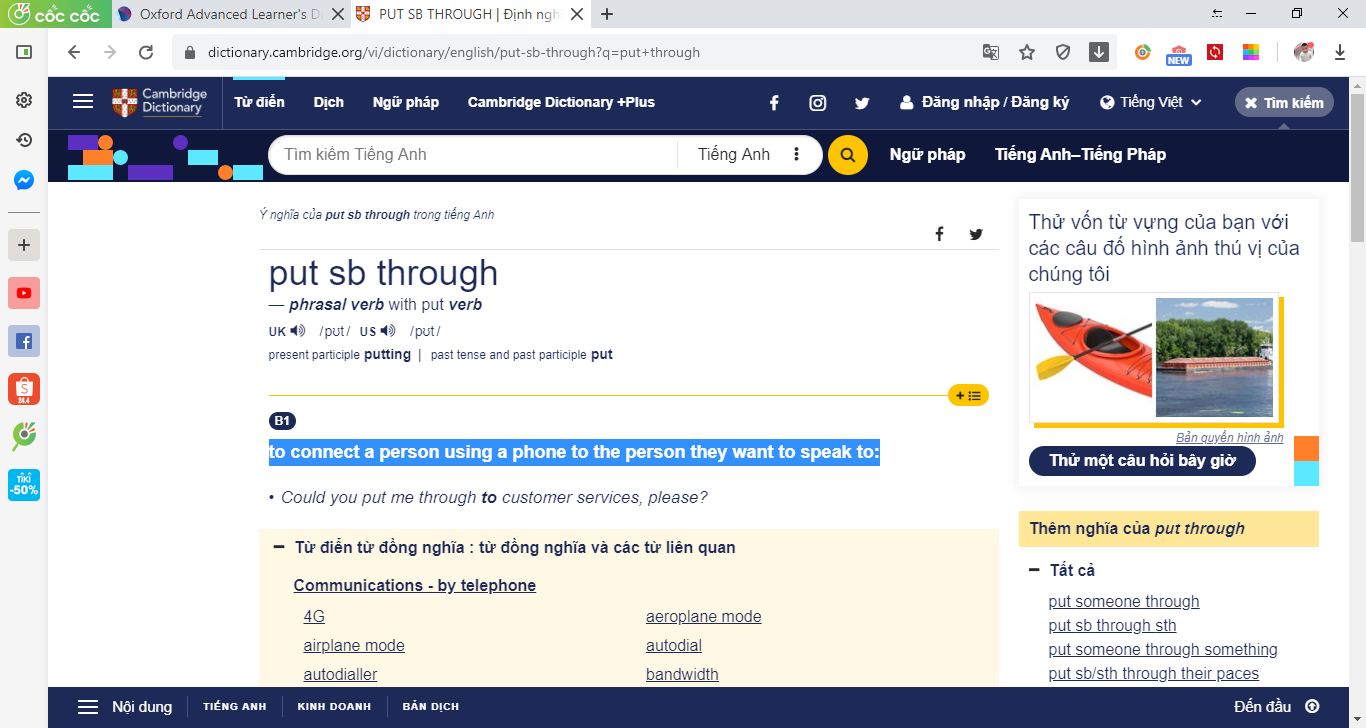 cốc cốc
Oxford Advanced Learner's D
PUT SB THROUGH | Định ngh
dictionary.cambridge.org/vi/dictionary/english/put-sb-through?q=put+through
NEW
Cambridge Dictionary
Từ điển
Dịch
Ngữ pháp
Cambridge Dictionary +Plus
Đăng nhập / Đăng ký
Tiếng Việt
Tìm kiếm
Tìm kiếm Tiếng Anh
Tiếng Anh
Ngữ pháp
Tiếng Anh–Tiếng Pháp
24.4
TIKI
-50%
Ý nghĩa của put sb through trong tiếng Anh
put sb through
— phrasal verb with put verb
UK /pʊt/ US /pʊt/
present participle putting | past tense and past participle put
B1
to connect a person using a phone to the person they want to speak to:
• Could you put me through to customer services, please?
Từ điển từ đồng nghĩa : từ đồng nghĩa và các từ liên quan
Communications - by telephone
4G
aeroplane mode
airplane mode
autodial
autodialler
bandwidth
Thử vốn từ vựng của bạn với
các câu đố hình ảnh thú vị của
chúng tôi
Bản quyền hình ảnh
Thử một câu hỏi bây giờ
Thêm nghĩa của put through
Tất cả
put someone through
put sb through sth
put someone through something
put sb/sth through their paces
Nội dung
TIẾNG ANH
KINH DOANH
BẢN DỊCH
Đến đầu